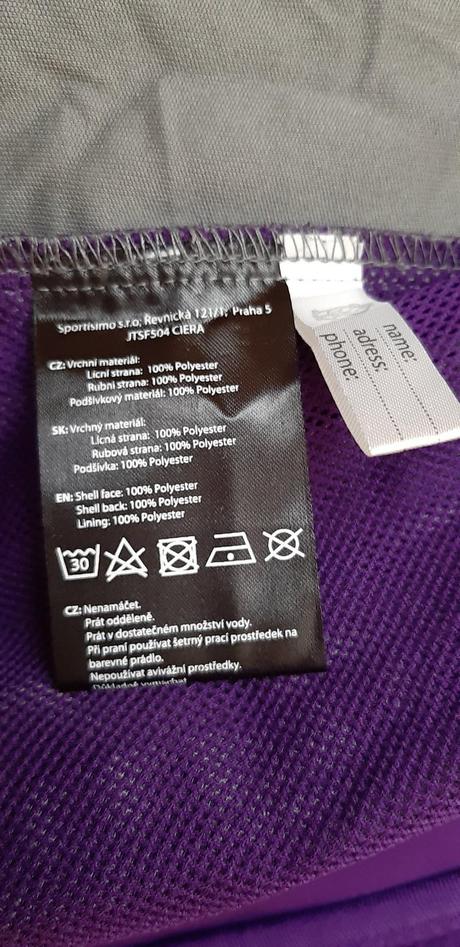 Sportisimo s.r.o, Řevnická 121/1, Praha 5
JTSF504 CIERA
CZ: Vrchní materiál:
Lícní strana: 100% Polyester
Rubní strana: 100% Polyester
Podšívkový materiál: 100% Polyester
SK: Vrchný materiál:
Lícná strana: 100% Polyester
Rubová strana: 100% Polyester
Podšívka: 100% Polyester
EN: Shell face: 100% Polyester
Shell back: 100% Polyester
Lining: 100% Polyester
30
CZ: Nenamáčet.
Prát odděleně.
Prát v dostatečném množství vody.
Při praní používat šetrný prací prostředek na
barevné prádlo.
Nepoužívat avivážní prostředky.
Důkladně vymáchat
name:
adress:
phone: